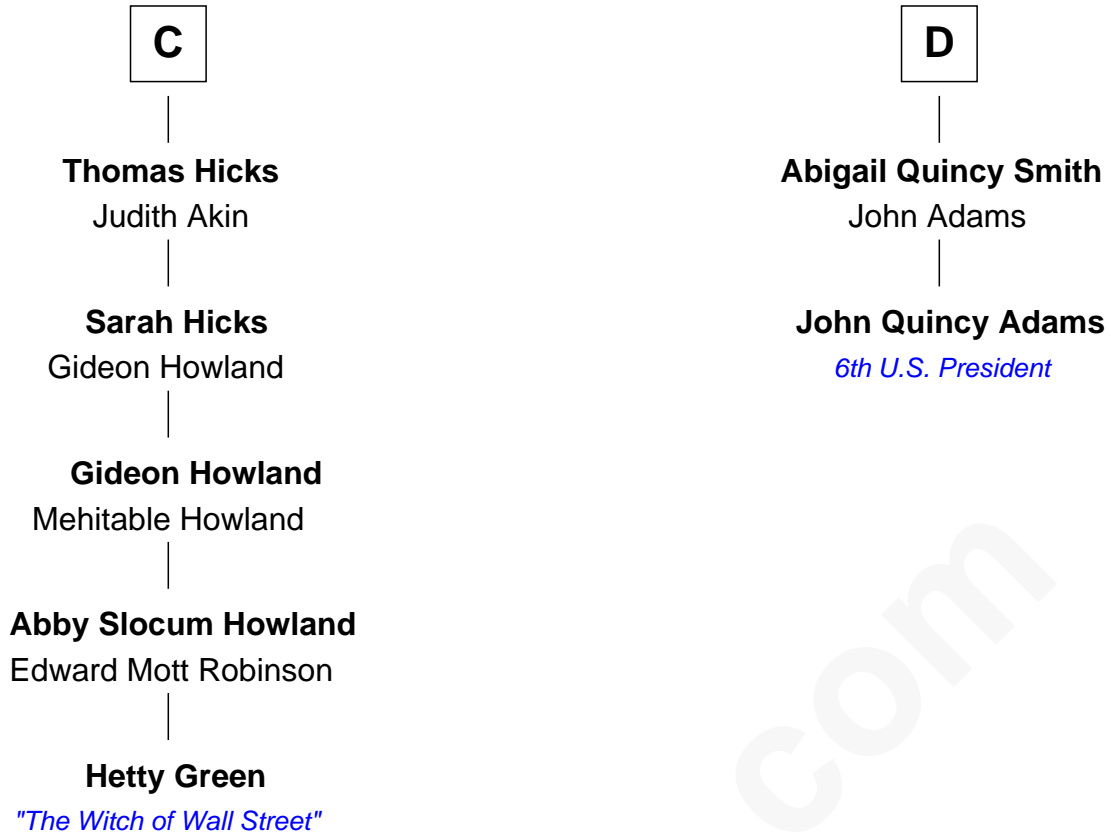 C
Thomas Hicks
Judith Akin
Sarah Hicks
Gideon Howland
Gideon Howland
Mehitable Howland
Abby Slocum Howland
Edward Mott Robinson
Hetty Green
"The Witch of Wall Street"
D
Abigail Quincy Smith
John Adams
John Quincy Adams
6th U.S. President
com